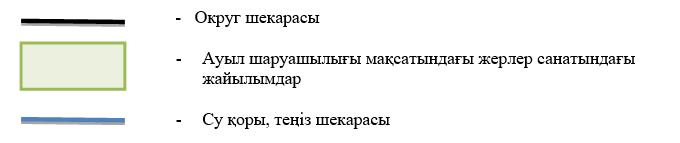 - Округ шекарасы
- Ауыл шаруашылығы мақсатындағы жерлер санатындағы
жайылымдар
- Су қоры, теңіз шекарасы